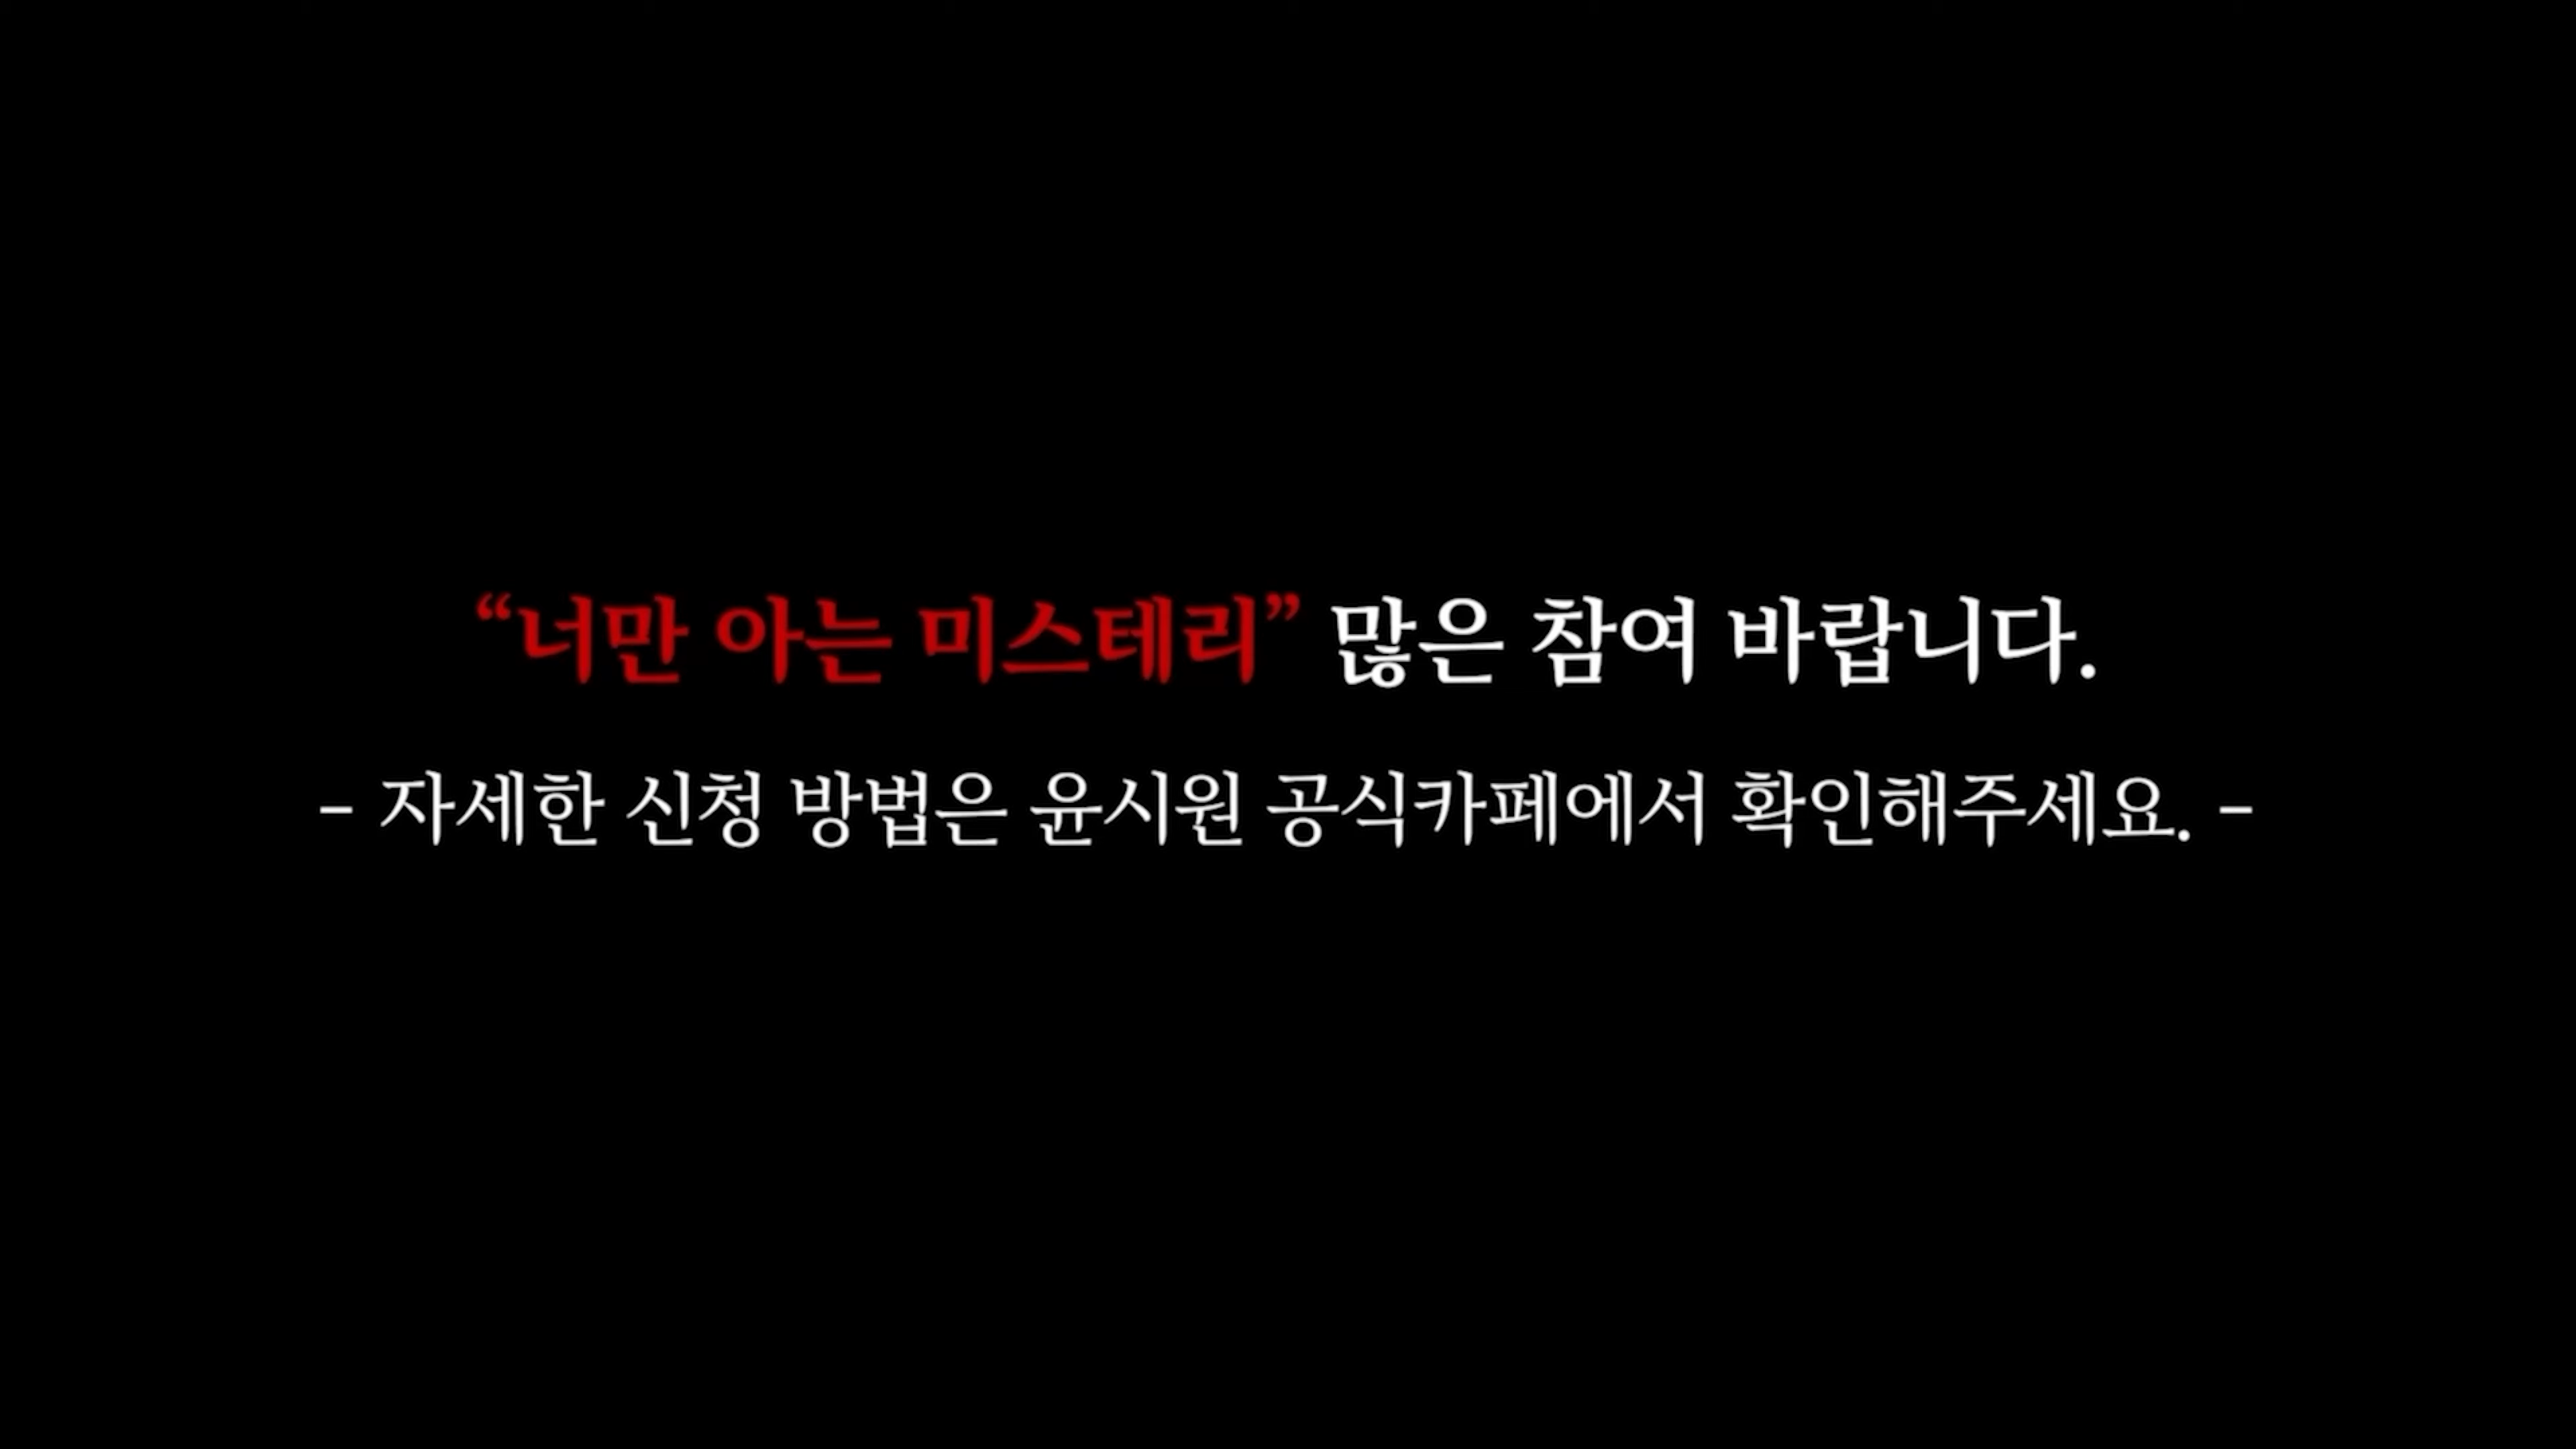 “너만 아는 미스테리” 많은 참여 바랍니다.
- 자세한 신청 방법은 윤시원 공식카페에서 확인해주세요. -